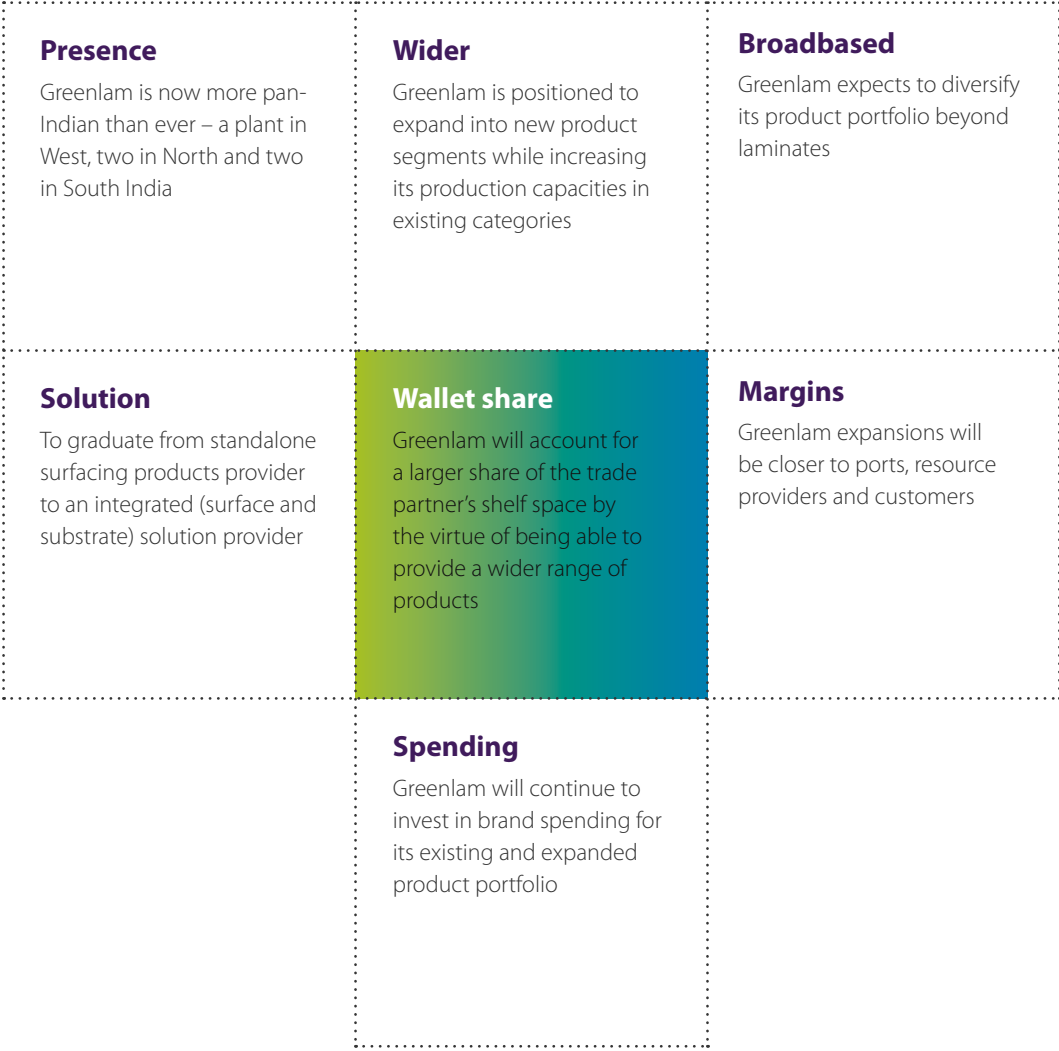 Presence
Greenlam is now more pan-
Indian than ever – a plant in
West, two in North and two
in South India
Wider
Greenlam is positioned to
expand into new product
segments while increasing
its production capacities in
existing categories
Broadbased
Greenlam expects to diversify
its product portfolio beyond
laminates
Solution
To graduate from standalone
surfacing products provider
to an integrated (surface and
substrate) solution provider
Wallet share
Greenlam will account for
a larger share of the trade
partner’s shelf space by
the virtue of being able to
provide a wider range of
products
Margins
Greenlam expansions will
be closer to ports, resource
providers and customers
Spending
Greenlam will continue to
invest in brand spending for
its existing and expanded
product portfolio